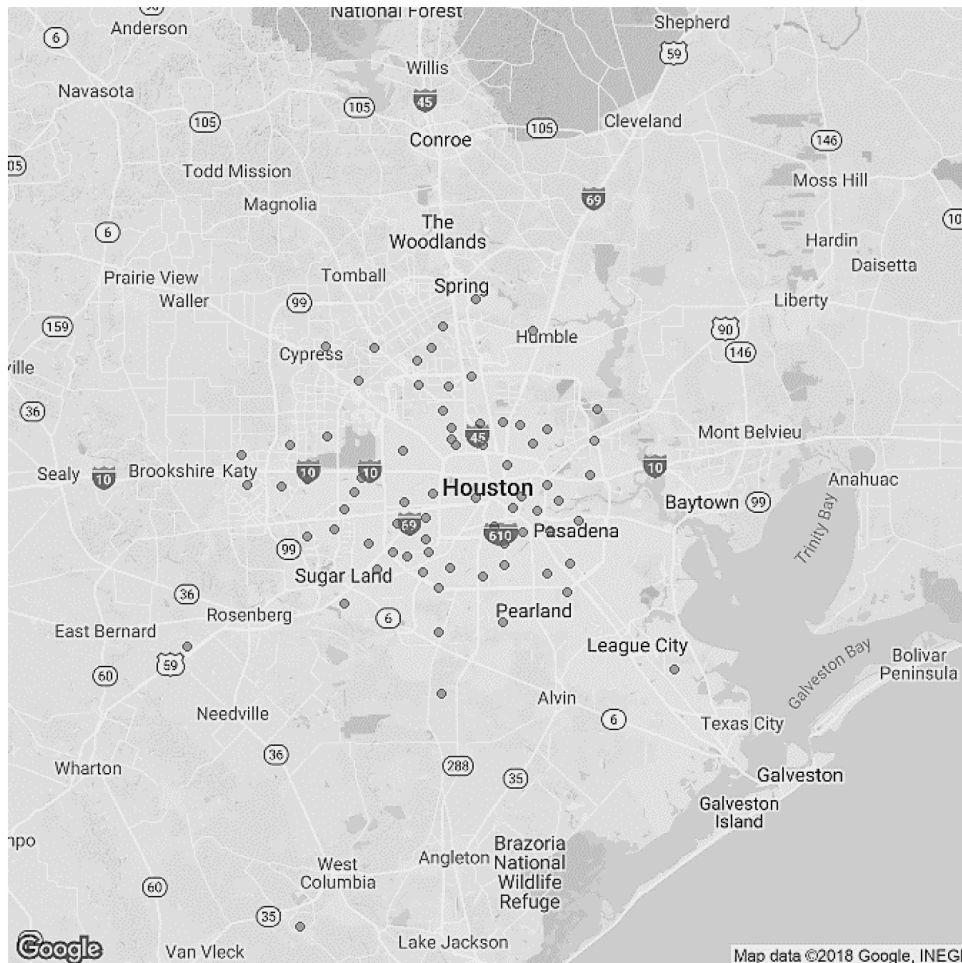 National Forest
Shepherd
Anderson
6
59
Willis
Navasota
45
105
105
105
Cleveland
Conroe
146
05
Todd Mission
Moss Hill
Magnolia
69
10
6
The
Woodlands
Hardin
Daisetta
Prairie View
Tomball
Spring
Waller
99
Liberty
159
90
Humble
146
Cypress
ville
36
45
Mont Belvieu
Sealy
10
Brookshire
Katy
10
10
10
Anahuac
Houston
Baytown
99
69
610
Pasadena
Trinity Bay
99
Sugar Land
36
Rosenberg
6
Pearland
East Bernard
59
League City
60
Galveston Bay
Bolivar
Peninsula
Needville
Alvin
6
Texas City
36
Wharton
288
35
Galveston
Galveston
Island
mpo
West
Columbia
Angleton
Brazoria
National
Wildlife
Refuge
60
35
Google
Van Vleck
Lake Jackson
Map data ©2018 Google, INEGI